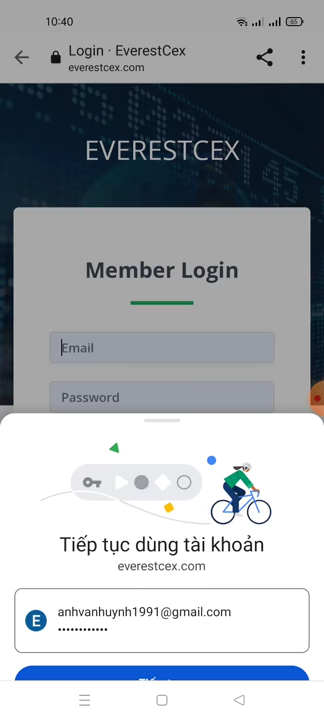 10:40
65
Login · EverestCex
everestcex.com
EVERESTCEX
Member Login
Email
Password
Tiếp tục dùng tài khoản
everestcex.com
E
anhvanhuynh1991@gmail.com
••••••••••••